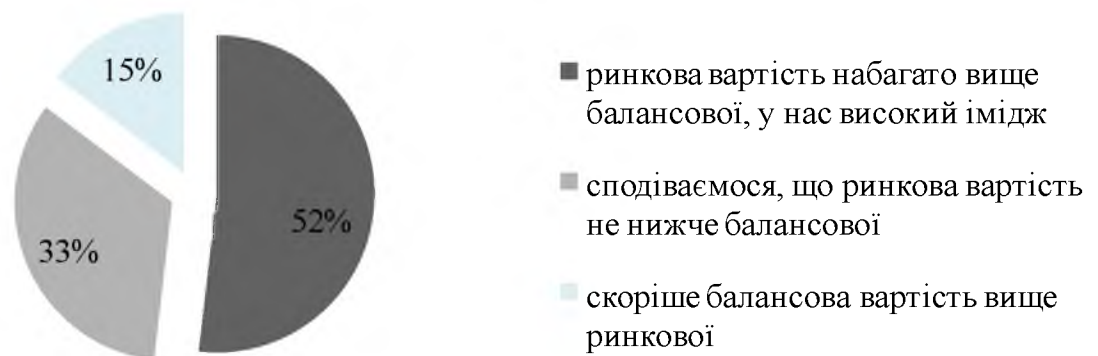 15%
52%
33%
ринкова вартість набагато вище
балансової, у нас високий імідж
сподіваємося, що ринкова вартість
не нижче балансової
скоріше балансова вартість вище
ринкової